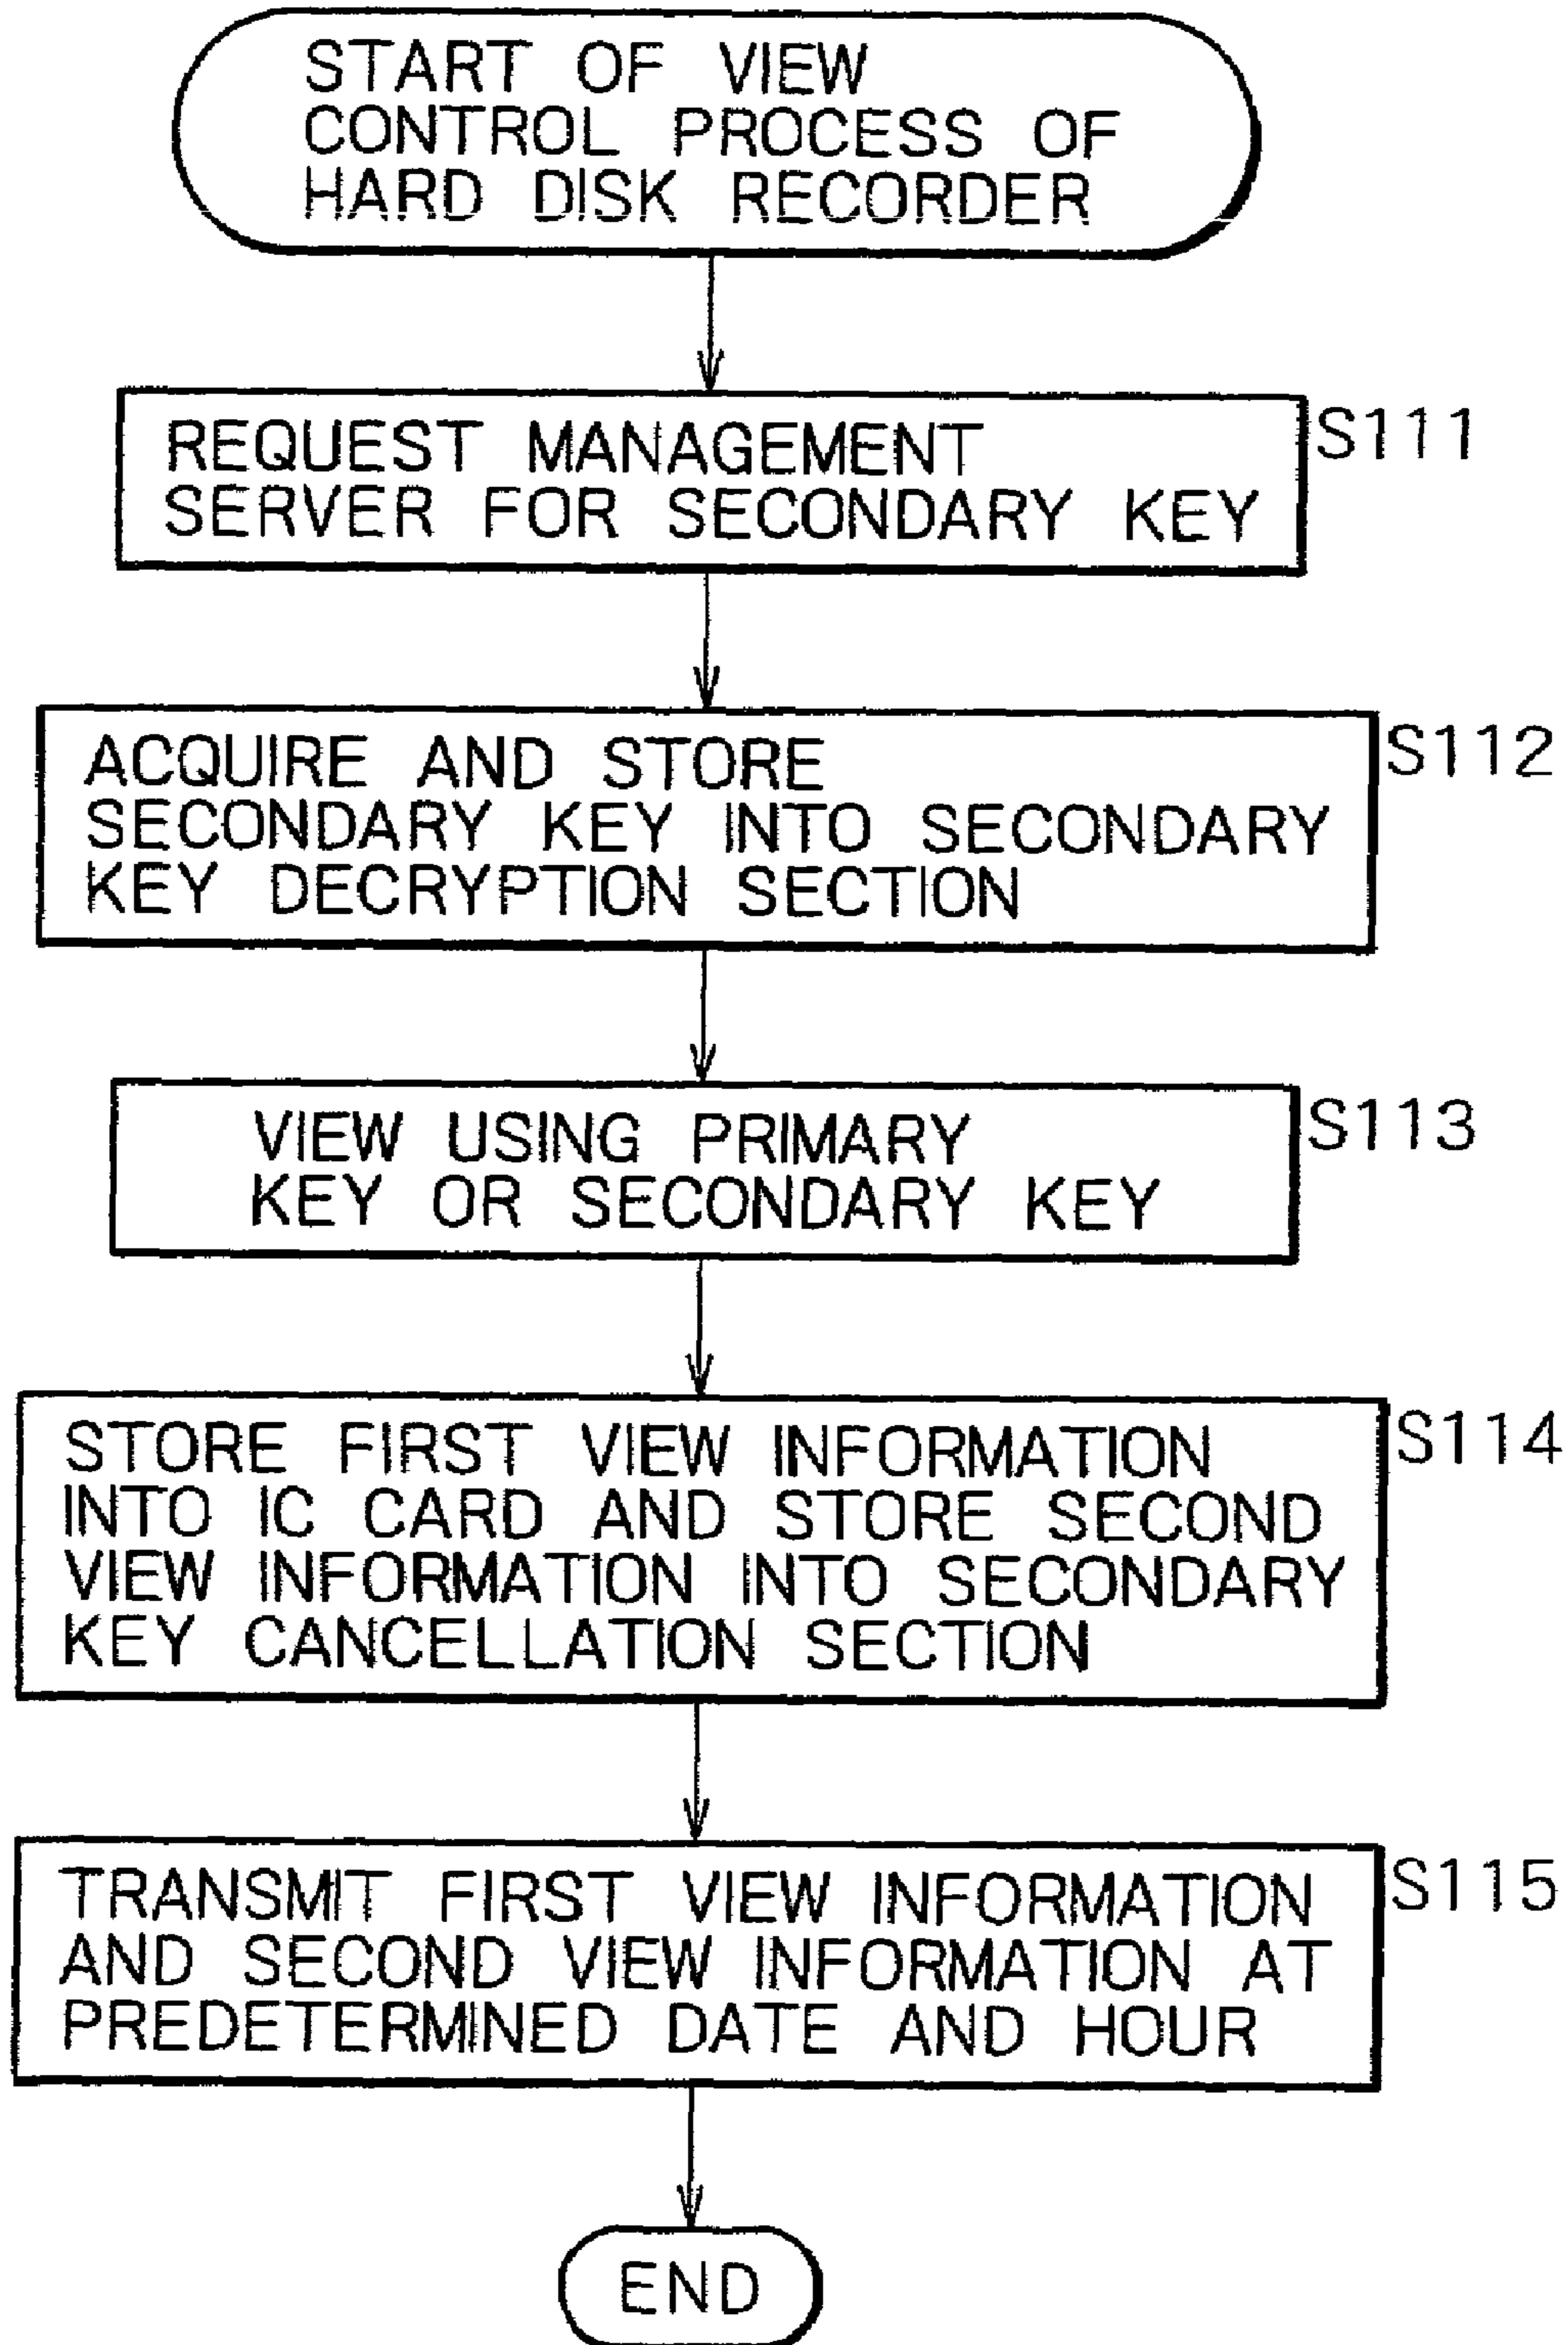 START OF VIEW
CONTROL PROCESS OF
HARD DISK RECORDER
REQUEST MANAGEMENT
SERVER FOR SECONDARY KEY
S111
ACQUIRE AND STORE
SECONDARY KEY INTO SECONDARY
KEY DECRYPTION SECTION
S112
VIEW USING PRIMARY
KEY OR SECONDARY KEY
S113
STORE FIRST VIEW INFORMATION
INTO IC CARD AND STORE SECOND
VIEW INFORMATION INTO SECONDARY
KEY CANCELLATION SECTION
S114
TRANSMIT FIRST VIEW INFORMATION
AND SECOND VIEW INFORMATION AT
PREDETERMINED DATE AND HOUR
S115
END